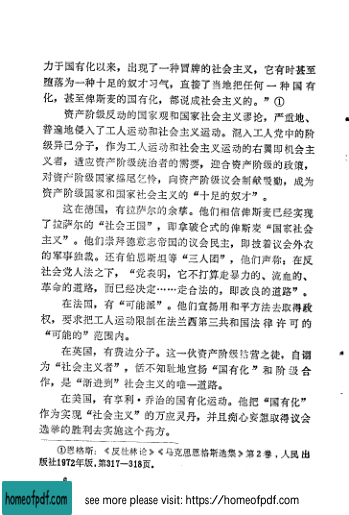 力于国有化以来，出现了一种冒牌的社会主义，它有时甚至
堕落为一种十足的奴才习气，直接了当地把任何一种国有
化，甚至俾斯麦的国有化，都说成社会主义的。”①
资产阶级反动的国家观和国家社会主义谬论，严重地、
普遍地侵入了工人运动和社会主义运动。混入工人党中的阶
级异己分子，作为工人运动和社会主义运动的右翼即机会主
义者，适应资产阶级统治者的需要，迎合资产阶级的政策，
对资产阶级国家摇尾乞怜，向资产阶级议会制献殷勤，成为
资产阶级国家和国家社会主义的“十足的奴才”。
这在德国，有拉萨尔的余孽。他们相信俾斯麦已经实现
了拉萨尔的“社会王国”，即拿破仑式的俾斯麦“国家社会
主义”。他们崇拜德意志帝国的议会民主，即披着议会外衣
的军事独裁。还有伯恩斯坦等“三人团”，他们声称：在反
社会党人法之下，“党表明，它不打算走暴力的、流血的、
革命的道路，而已经决定……走合法的，即改良的道路”。
在法国，有“可能派”。他们宣扬用和平方法去取得政
权，要求把工人运动限制在法兰西第三共和国法律许可的
“可能的”范围内。
在英国，有费边分子。这一伙资产阶级结营之徒，自谓
为“社会主义者”，恬不知耻地宣扬“国有化”和阶级合
作，是“渐进到”社会主义的唯一道路。
在美国，有亨利·乔治的国有化运动。他把“国有化”
作为实现“社会主义”的万应灵丹，并且痴心妄想取得议会
选举的胜利去实施这个药方。
①恩格斯：《反杜林论》《马克思恩格斯选集》第2卷，人民出
版社1972年版，第317—318页。
homeofpdf.com
see more please visit: https://homeofpdf.com